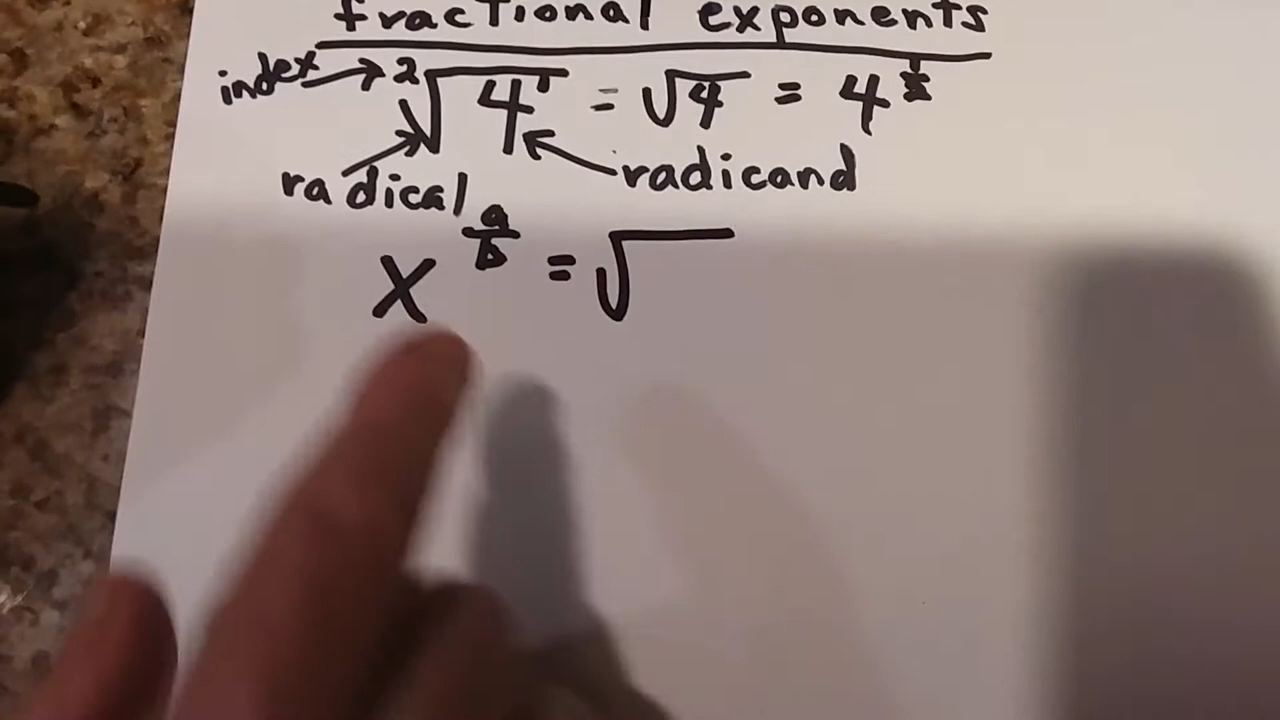 fractional exponents
index → ²√4¹ = √4 = 4^½
radical radicand
x^(a/b) = √